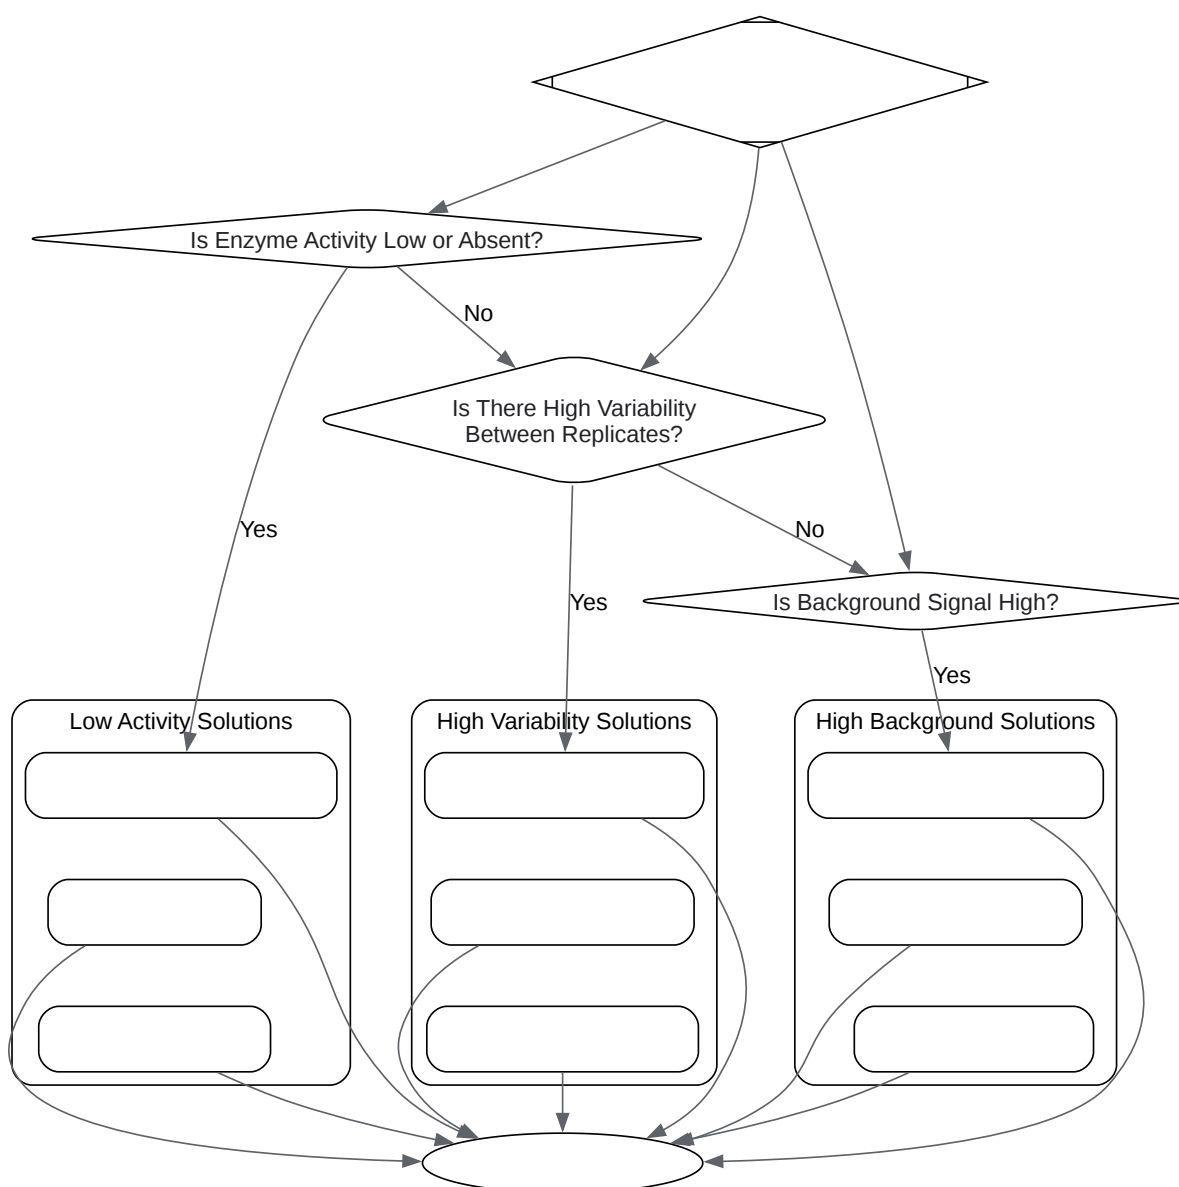 Is Enzyme Activity Low or Absent?
No
Is There High Variability
Between Replicates?
Yes
No
Yes
Is Background Signal High?
Yes
Low Activity Solutions
High Variability Solutions
High Background Solutions